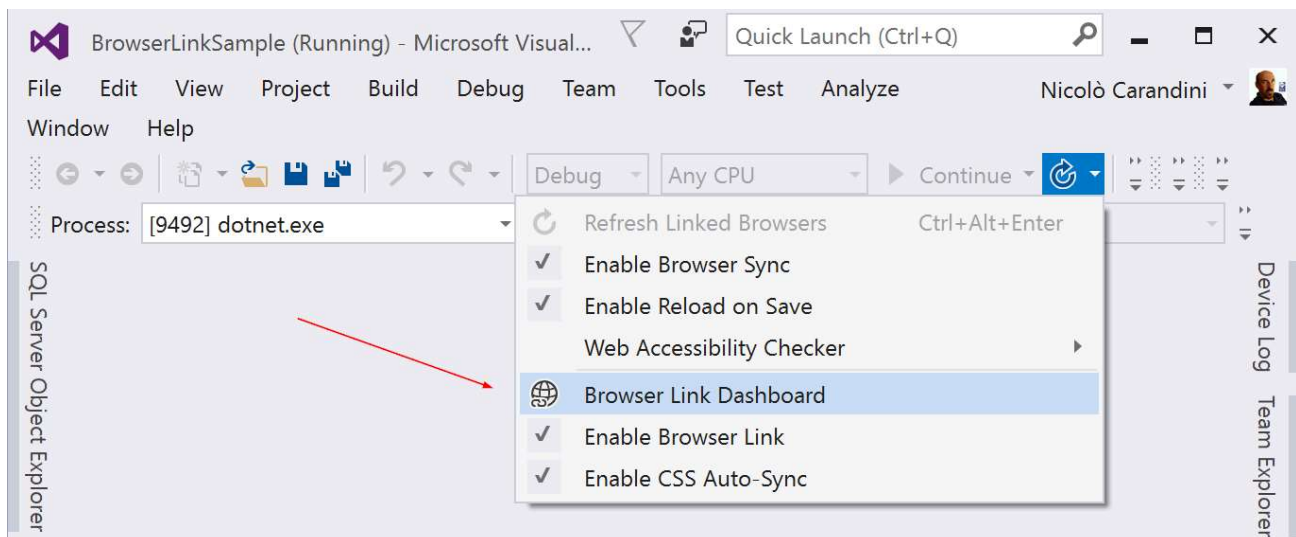 BrowserLinkSample (Running) - Microsoft Visual...
Quick Launch (Ctrl+Q)
File Edit View Project Build Debug Team Tools Test Analyze
Nicolò Carandini
Window Help
Debug Any CPU Continue
Process: [9492] dotnet.exe
Refresh Linked Browsers Ctrl+Alt+Enter
Enable Browser Sync
Enable Reload on Save
Web Accessibility Checker
Browser Link Dashboard
Enable Browser Link
Enable CSS Auto-Sync
SQL Server Object Explorer
Device Log
Team Explorer